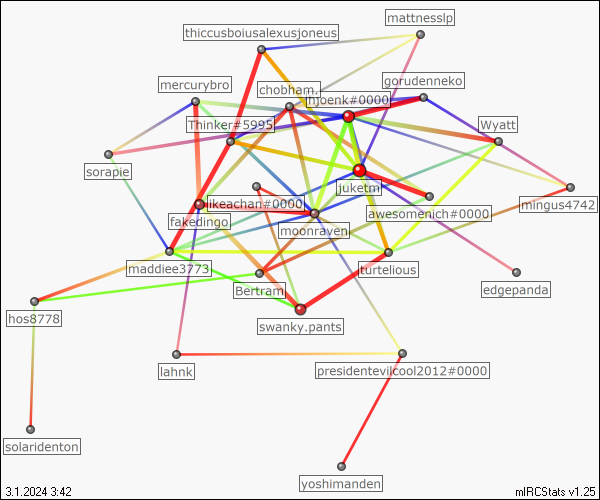 mattnesslp
thiccusboiusalexusjoneus
mercurybro
chobham.
gorudenneko
hjoenk#0000
Thinker#5995
Wyatt
sorapie
juketm
likeachan#0000
mingus4742
awesomenich#0000
fakedingo
moonraven
maddiee3773
turtelious
Bertram
edgepanda
hos8778
swanky.pants
lahnk
presidentevilcool2012#0000
solaridenton
yoshimanden
3.1.2024 3:42
mIRCStats v1.25